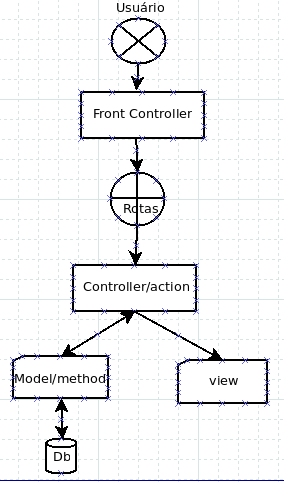 Usuário
Front Controller
Rotas
Controller/action
Model/method
view
Db